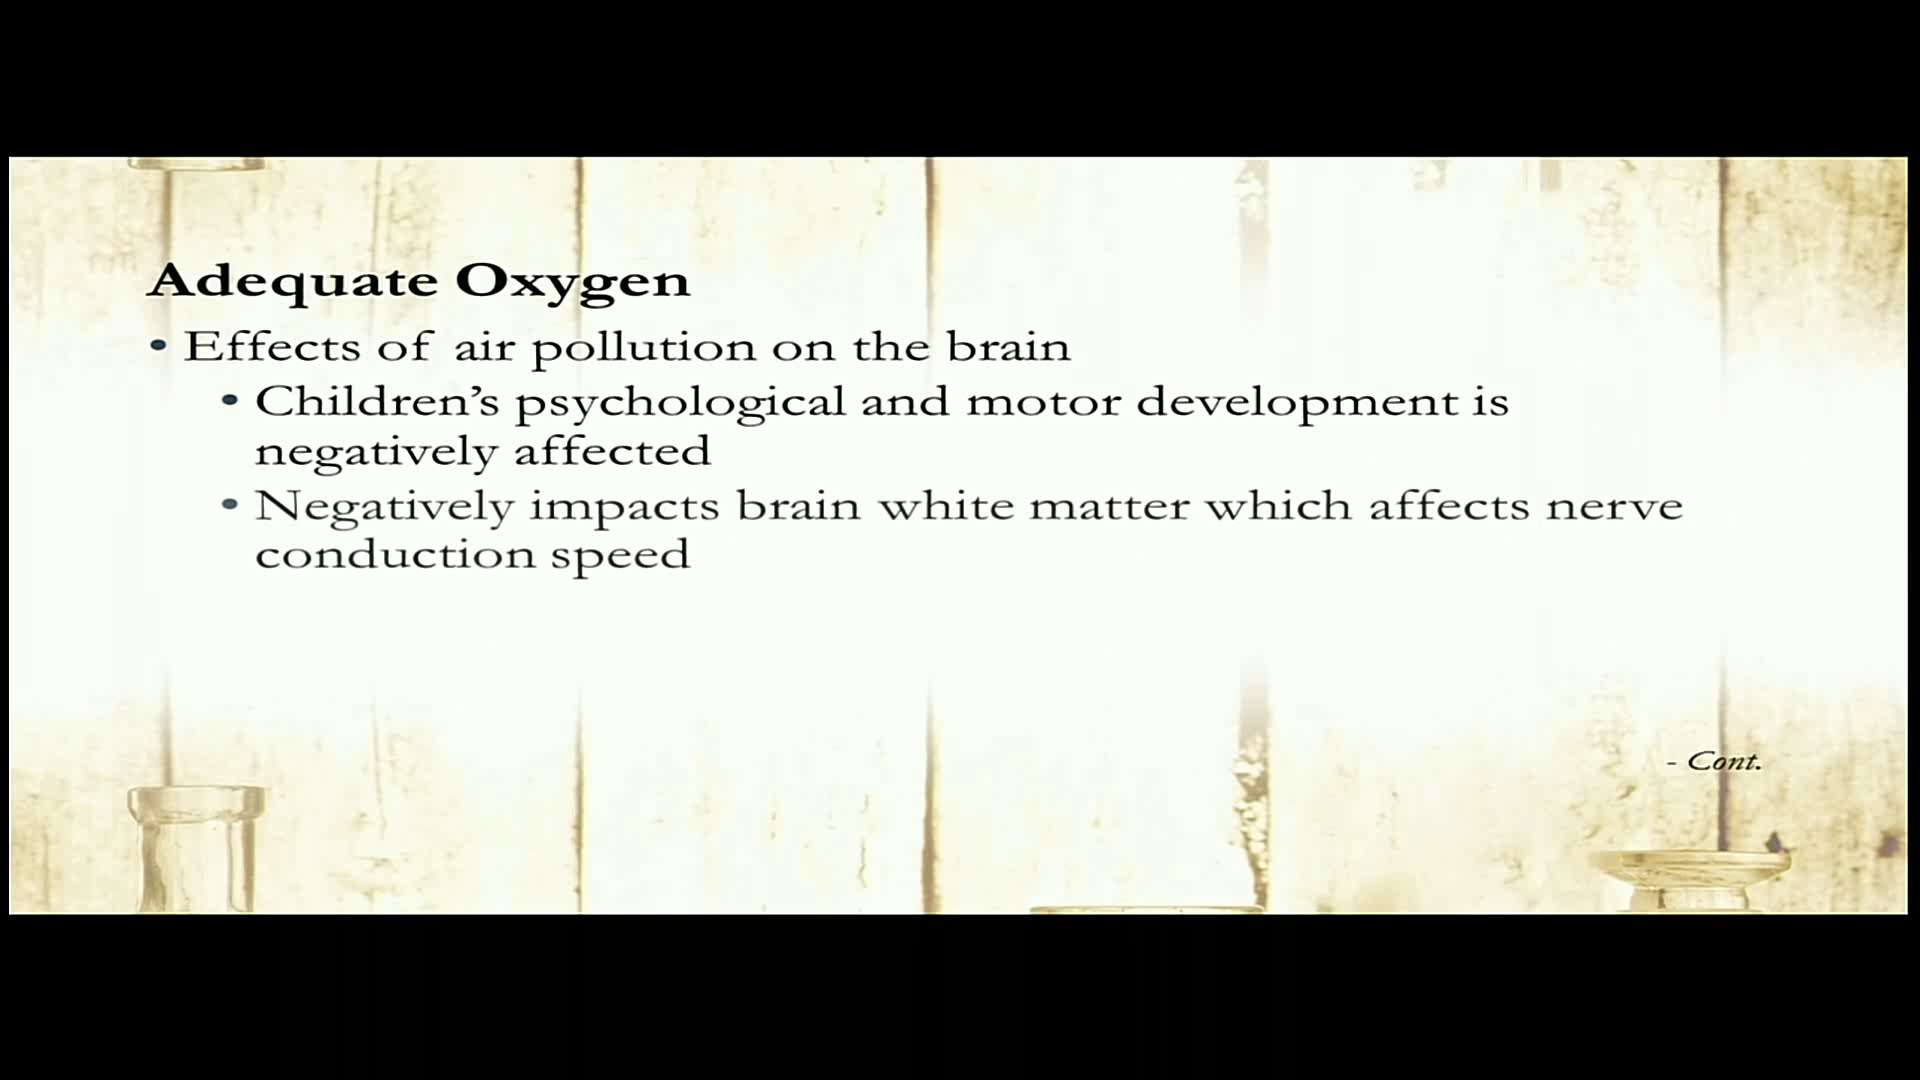 Adequate Oxygen
• Effects of air pollution on the brain
• Children’s psychological and motor development is
negatively affected
• Negatively impacts brain white matter which affects nerve
conduction speed
- Cont.